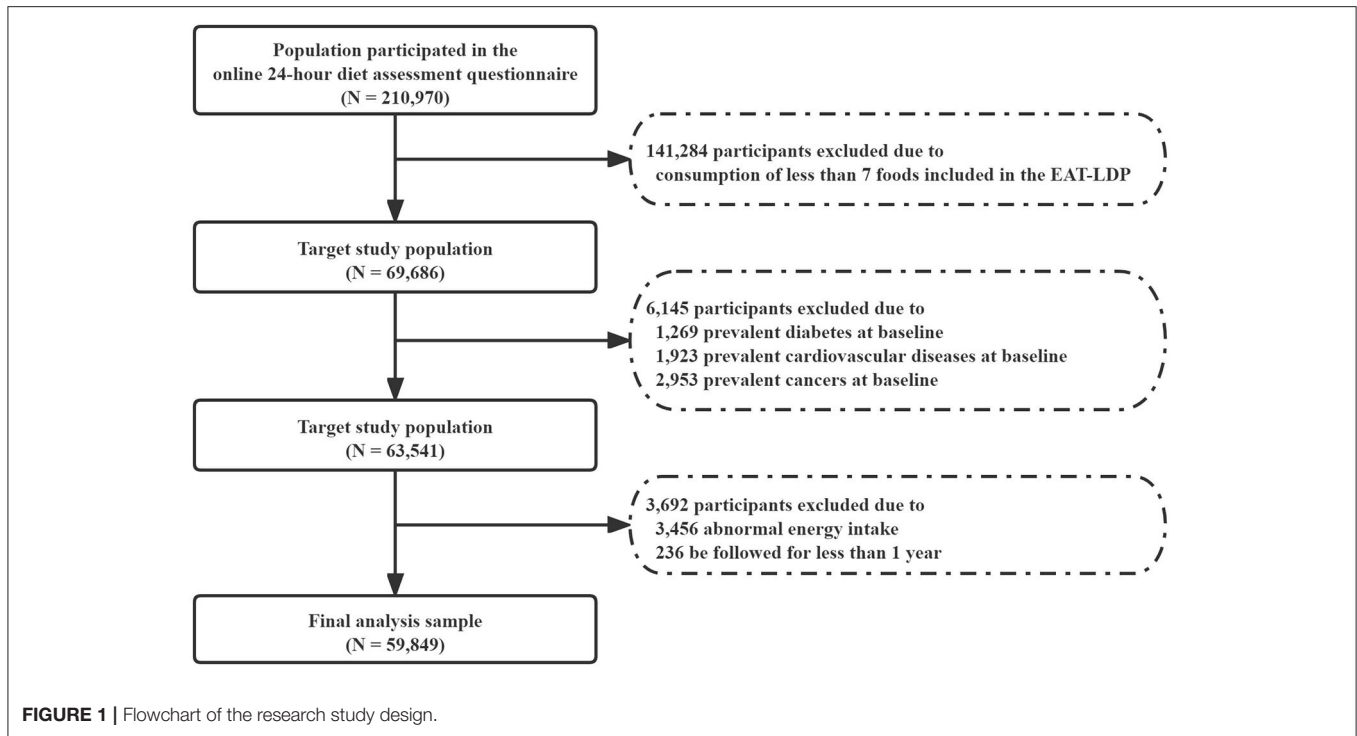 Population participated in the
online 24-hour diet assessment questionnaire
(N = 210,970)
141,284 participants excluded due to
consumption of less than 7 foods included in the EAT-LDP
Target study population
(N = 69,686)
6,145 participants excluded due to
1,269 prevalent diabetes at baseline
1,923 prevalent cardiovascular diseases at baseline
2,953 prevalent cancers at baseline
Target study population
(N = 63,541)
3,692 participants excluded due to
3,456 abnormal energy intake
236 be followed for less than 1 year
Final analysis sample
(N = 59,849)
FIGURE 1 | Flowchart of the research study design.